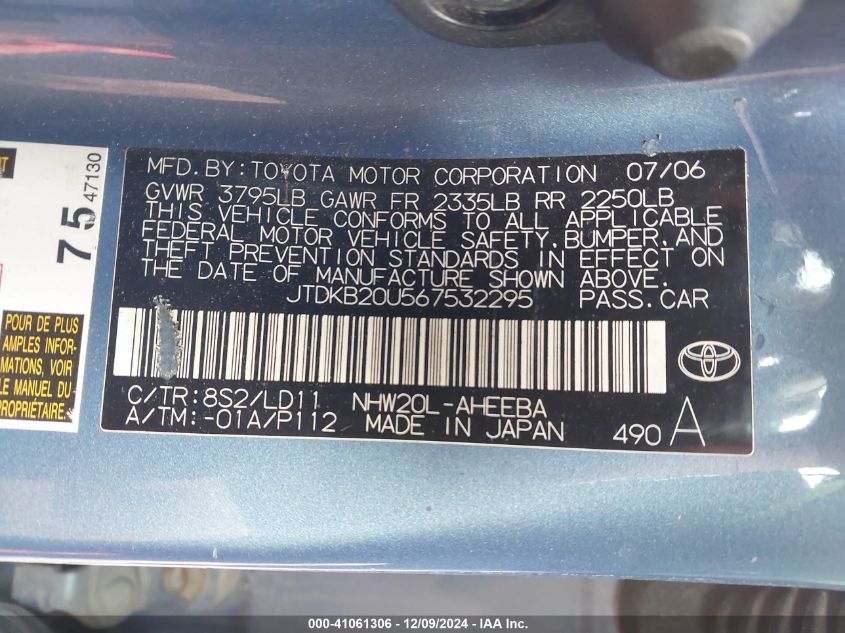 NT
47130
7 5
POUR DE PLUS
AMPLES INFOR-
MATIONS, VOIR
LE MANUEL DU
PROPRIÉTAIRE.
MFD.BY:TOYOTA MOTOR CORPORATION 07/06
GVWR 3795LB GAWR FR 2335LB RR 2250LB
THIS VEHICLE CONFORMS TO ALL APPLICABLE
FEDERAL MOTOR VEHICLE SAFETY,BUMPER,AND
THEFT PREVENTION STANDARDS IN EFFECT ON
THE DATE OF MANUFACTURE SHOWN ABOVE.
JTDKB20U567532295 PASS.CAR
C/TR:8S2/LD11 NHW20L-AHEEBA
A/TM:-01A/P112 MADE IN JAPAN 490 A
000-41061306 - 12/09/2024 - IAA Inc.